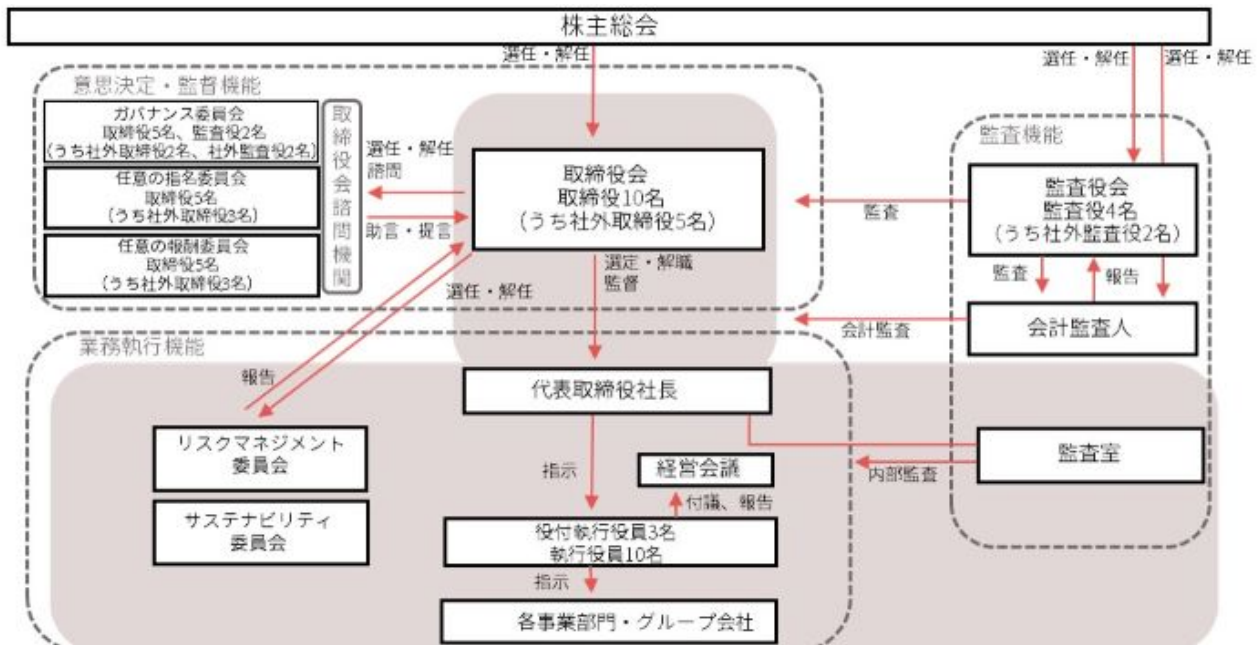 株主総会
選任・解任
選任・解任
選任・解任
意思決定・監督機能
ガバナンス委員会
取締役5名、監査役2名
(うち社外取締役2名、社外監査役2名)
任意の指名委員会
取締役5名
(うち社外取締役3名)
任意の報酬委員会
取締役5名
(うち社外取締役3名)
取締役会諮問機関
選任・解任
諮問
助言・提言
取締役会
取締役10名
(うち社外取締役5名)
監査
監査機能
監査役会
監査役4名
(うち社外監査役2名)
監査
報告
会計監査人
会計監査
選定・解職
監督
選任・解任
報告
業務執行機能
代表取締役社長
リスクマネジメント
委員会
サステナビリティ
委員会
指示
経営会議
付議、報告
役付執行役員3名
執行役員10名
指示
各事業部門・グループ会社
内部監査
監査室